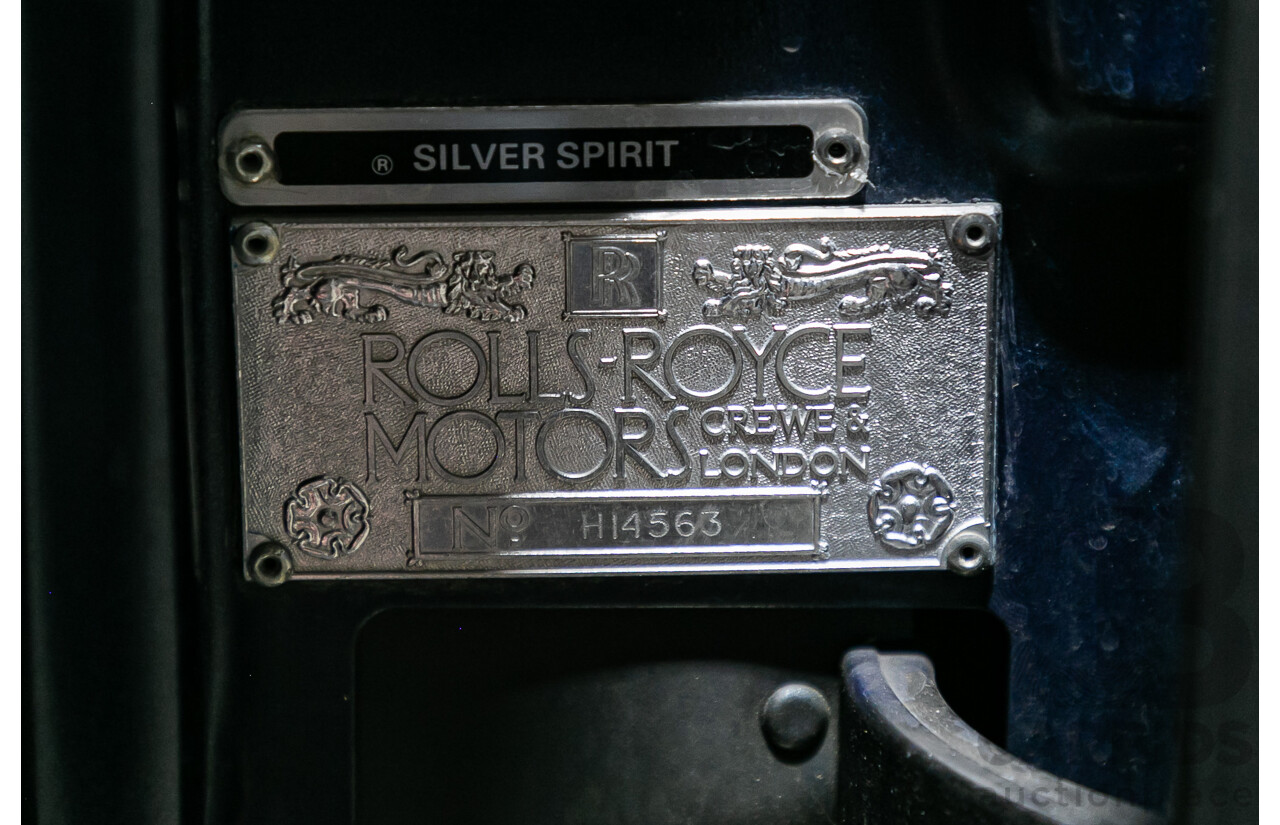 ® SILVER SPIRIT
RR
ROLLS-ROYCE
MOTORS CREWE &
LONDON
Nº H14563